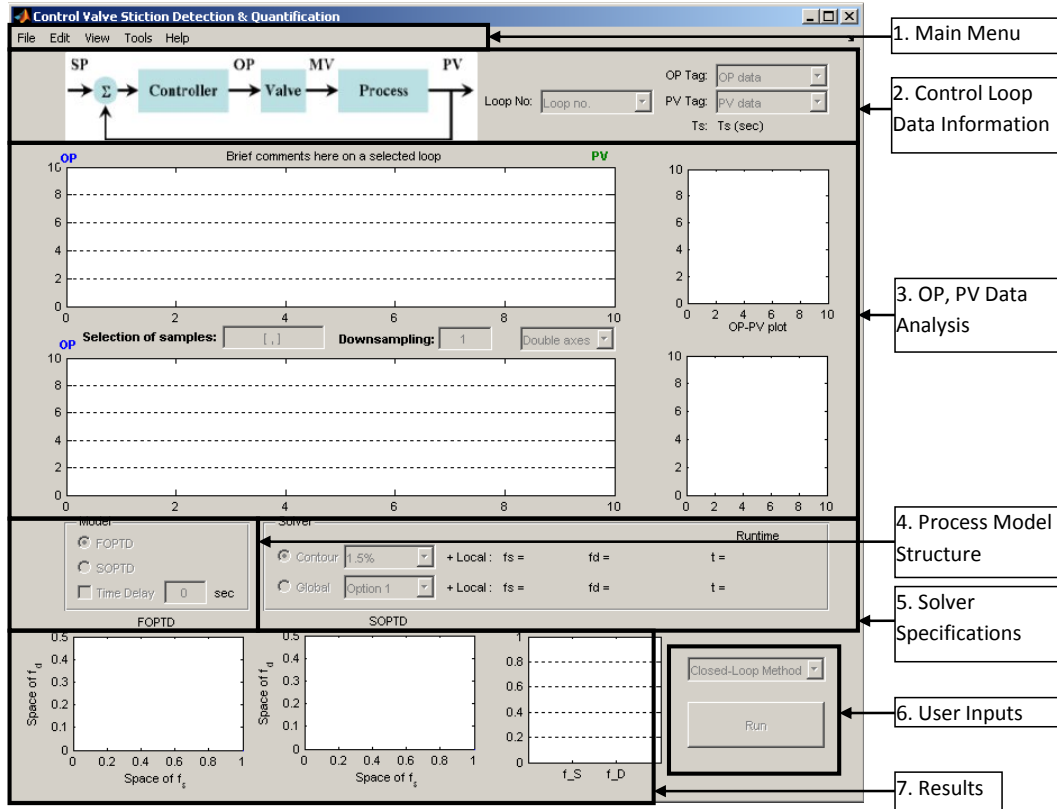 Control Valve Stiction Detection & Quantification
File Edit View Tools Help
1. Main Menu
SP OP MV PV
Σ Controller Valve Process
Loop No: Loop no.
OP Tag: OP data
PV Tag: PV data
Ts: Ts (sec)
2. Control Loop
Data Information
OP Brief comments here on a selected loop PV
10
8
6
4
2
0
0 2 4 6 8 10
10
8
6
4
2
0
0 2 4 6 8 10
OP-PV plot
3. OP, PV Data
Analysis
Selection of samples: [ , ] Downsampling: 1 Double axes
OP
10
8
6
4
2
0
0 2 4 6 8 10
10
8
6
4
2
0
0 2 4 6 8 10
Model
FOPTD
SOPTD
Time Delay 0 sec
Solver
Runtime
Contour 1.5% + Local : fs = fd = t =
Global Option 1 + Local : fs = fd = t =
4. Process Model
Structure
5. Solver
Specifications
FOPTD
0.5
0.4
0.3
0.2
0.1
0
0 0.2 0.4 0.6 0.8 1
Space of f_d
Space of f_s
SOPTD
0.5
0.4
0.3
0.2
0.1
0
0 0.2 0.4 0.6 0.8 1
Space of f_d
Space of f_s
1
0.8
0.6
0.4
0.2
0
f_S f_D
Closed-Loop Method
Run
6. User Inputs
7. Results